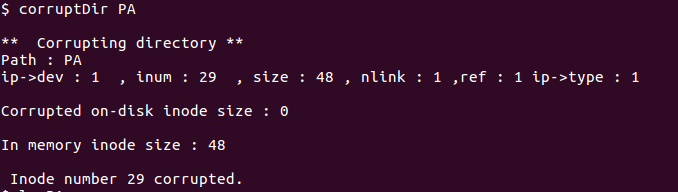 $ corruptDir PA
**  Corrupting directory **
Path : PA
ip->dev : 1  , inum : 29  , size : 48 , nlink : 1 ,ref : 1 ip->type : 1
Corrupted on-disk inode size : 0
In memory inode size : 48
 Inode number 29 corrupted.